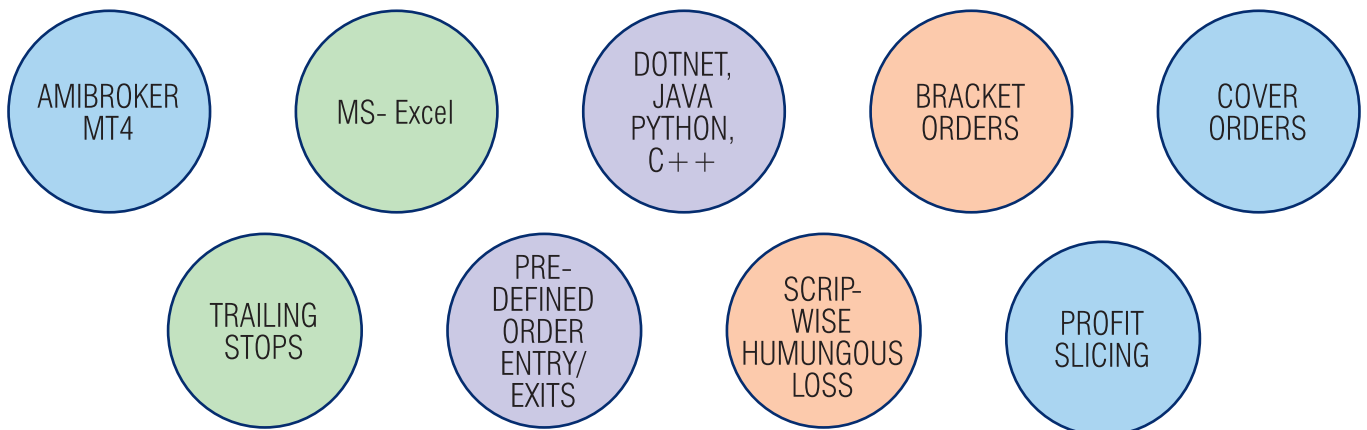 AMIBROKER
MT4
MS- Excel
DOTNET,
JAVA
PYTHON,
C++
BRACKET
ORDERS
COVER
ORDERS
TRAILING
STOPS
PRE-
DEFINED
ORDER
ENTRY/
EXITS
SCRIP-
WISE
HUMUNGOUS
LOSS
PROFIT
SLICING